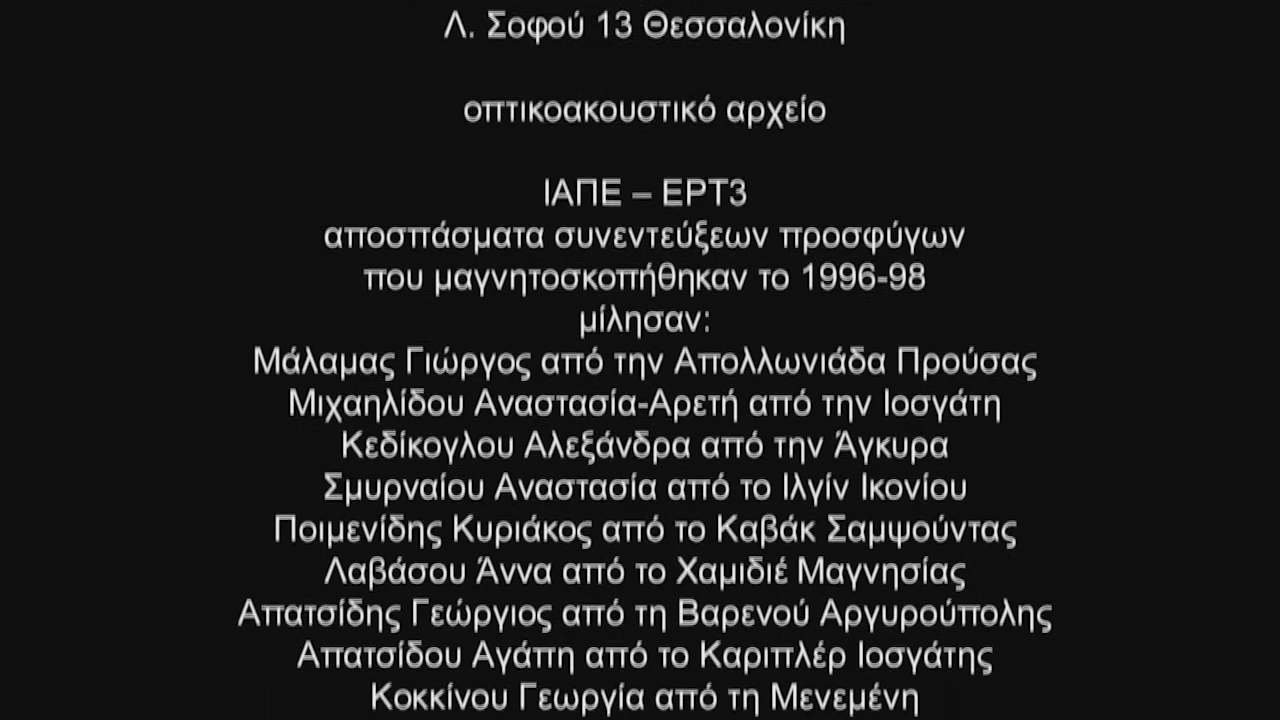 Λ. Σοφού 13 Θεσσαλονίκη
οπτικοακουστικό αρχείο
ΙΑΠΕ – ΕΡΤ3
αποσπάσματα συνεντεύξεων προσφύγων
που μαγνητοσκοπήθηκαν το 1996-98
μίλησαν:
Μάλαμας Γιώργος από την Απολλωνιάδα Προύσας
Μιχαηλίδου Αναστασία-Αρετή από την Ιοσγάτη
Κεδίκογλου Αλεξάνδρα από την Άγκυρα
Σμυρναίου Αναστασία από το Ιλγίν Ικονίου
Ποιμενίδης Κυριάκος από το Καβάκ Σαμψούντας
Λαβάσου Άννα από το Χαμιδιέ Μαγνησίας
Απατσίδης Γεώργιος από τη Βαρενού Αργυρούπολης
Απατσίδου Αγάπη από το Καριπλέρ Ιοσγάτης
Κοκκίνου Γεωργία από τη Μενεμένη